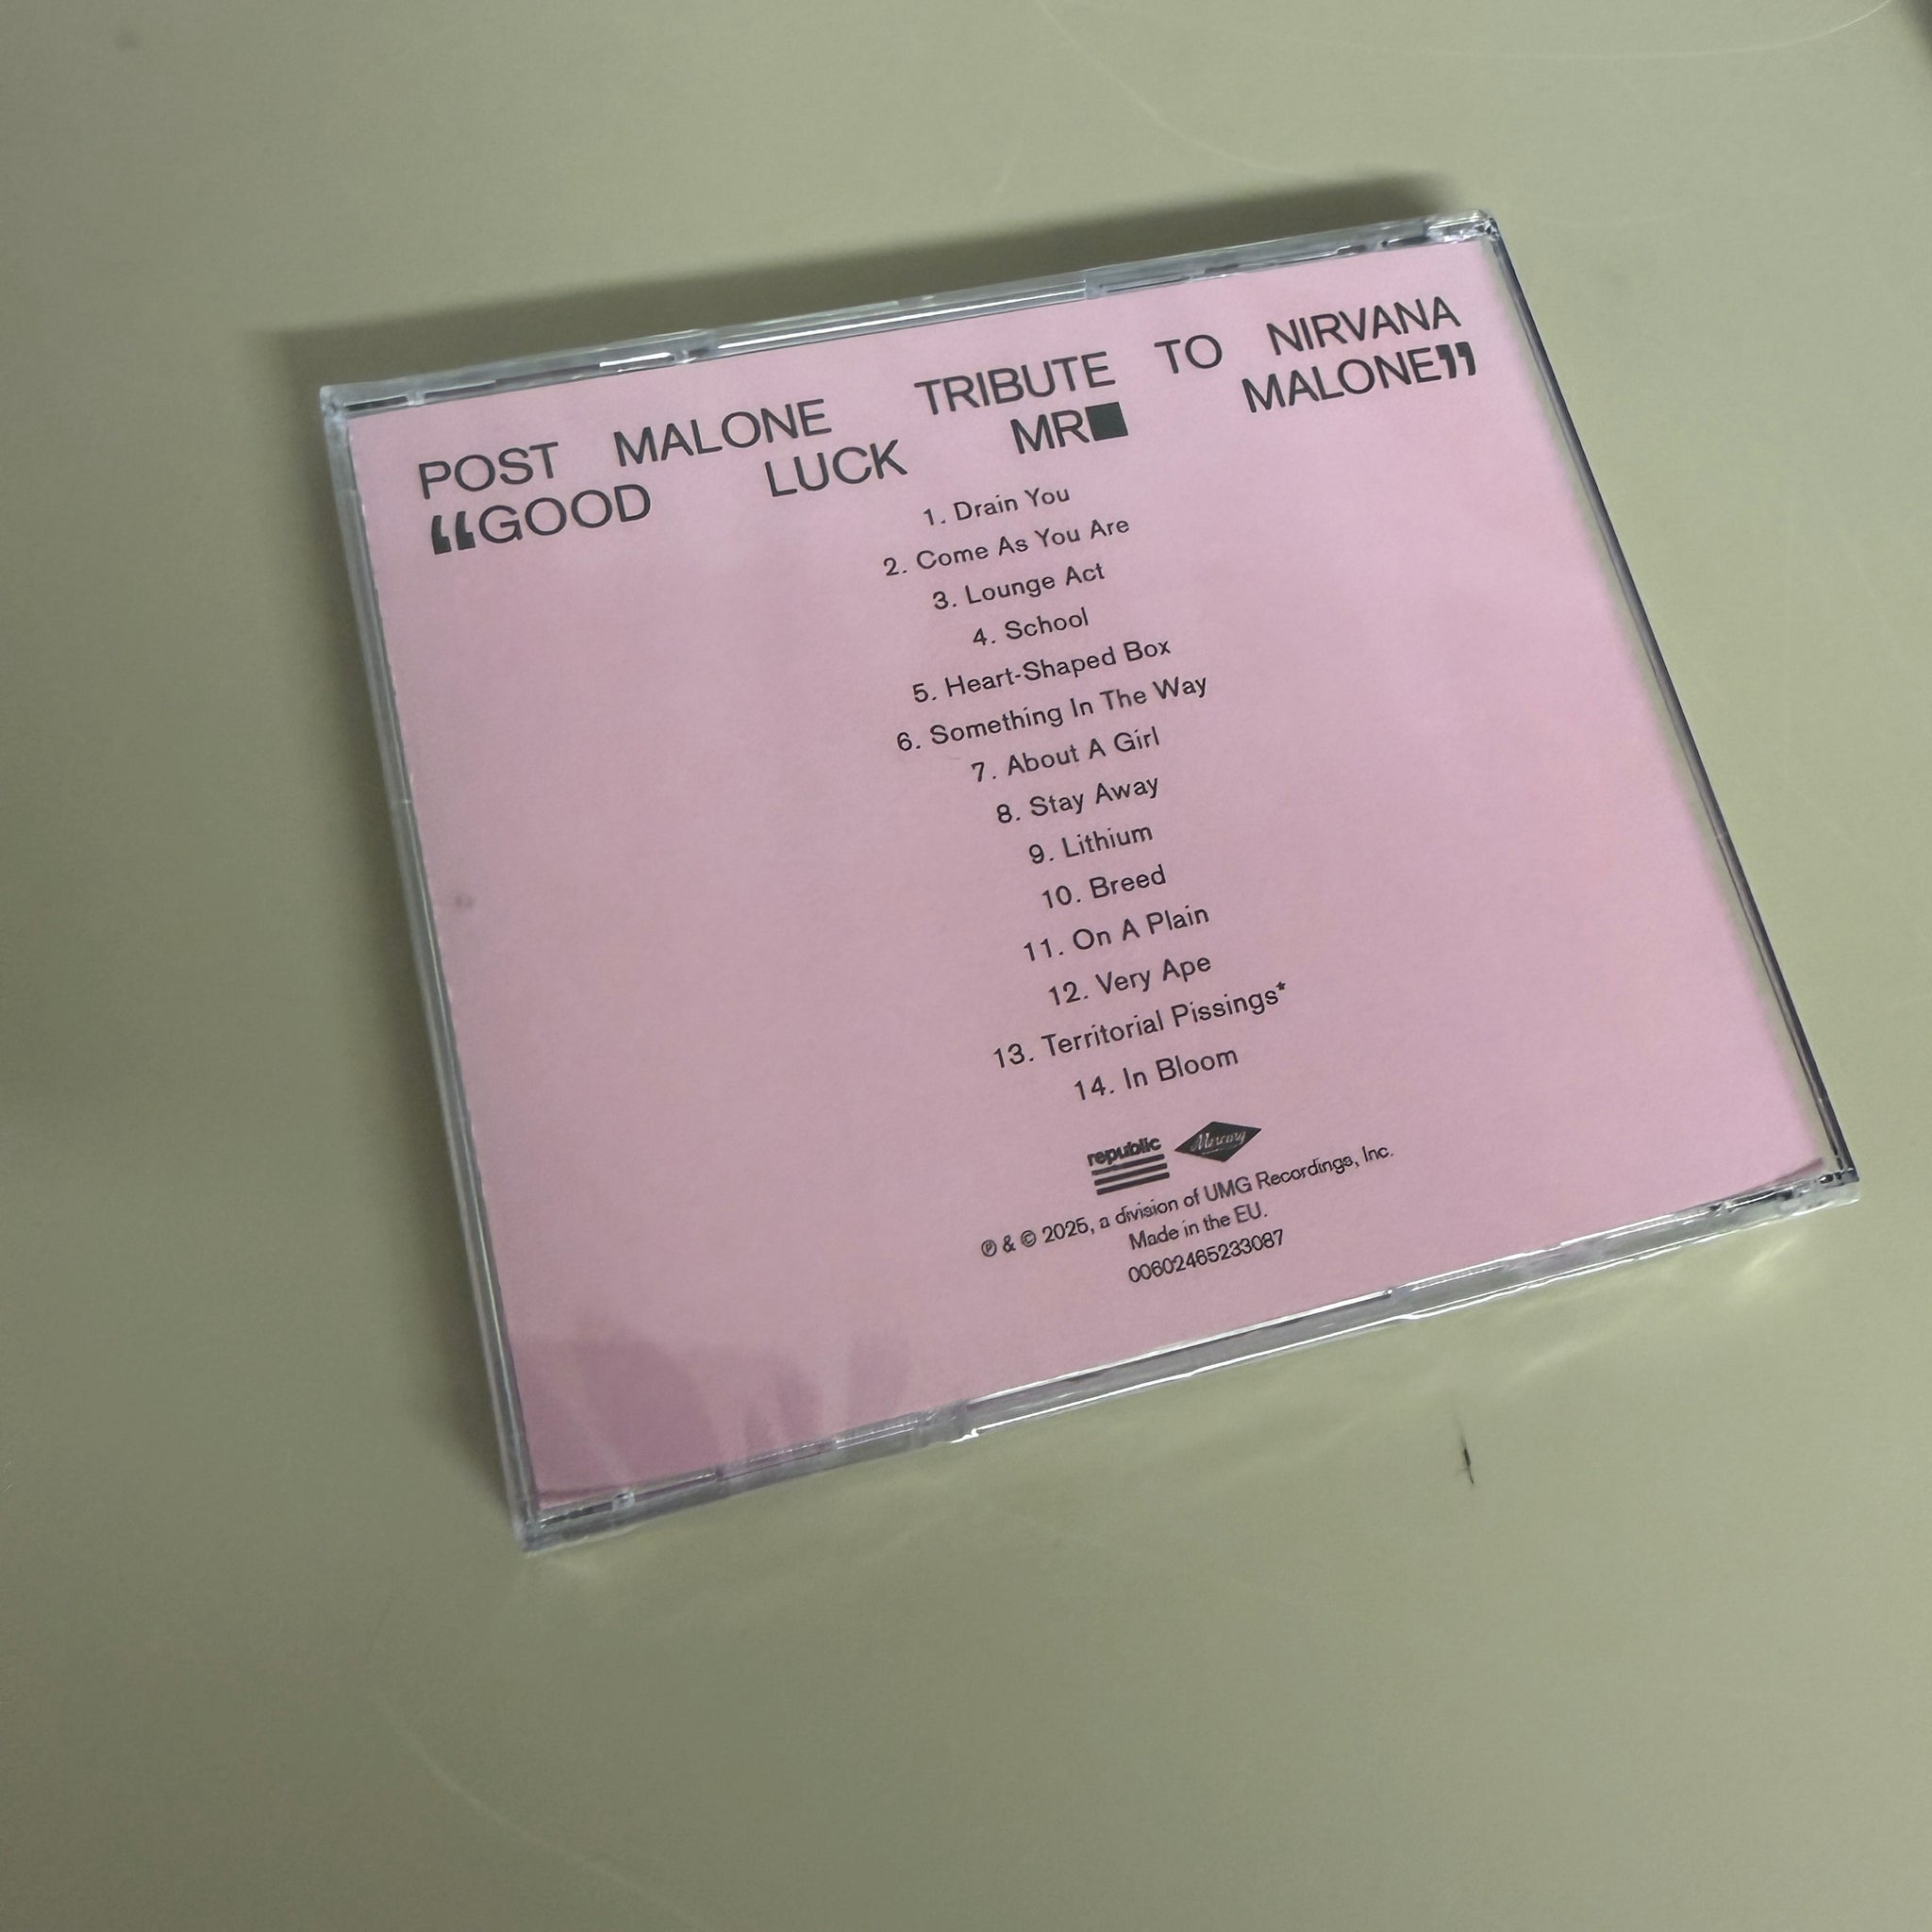 POST MALONE TRIBUTE TO NIRVANA
“GOOD LUCK MR■ MALONE”
1. Drain You
2. Come As You Are
3. Lounge Act
4. School
5. Heart-Shaped Box
6. Something In The Way
7. About A Girl
8. Stay Away
9. Lithium
10. Breed
11. On A Plain
12. Very Ape
13. Territorial Pissings*
14. In Bloom
republic Mercury
℗ & © 2025, a division of UMG Recordings, Inc.
Made in the EU.
00602465233087